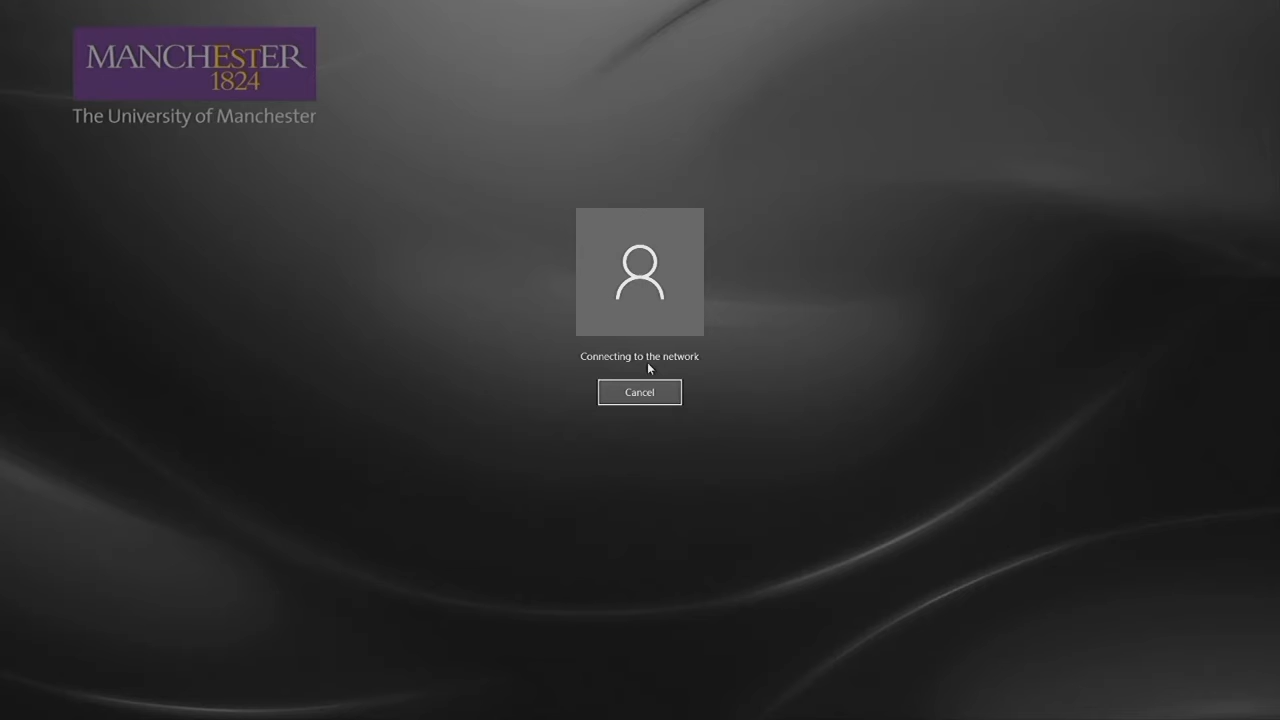 MANCHESTER
1824
The University of Manchester
Connecting to the network
Cancel